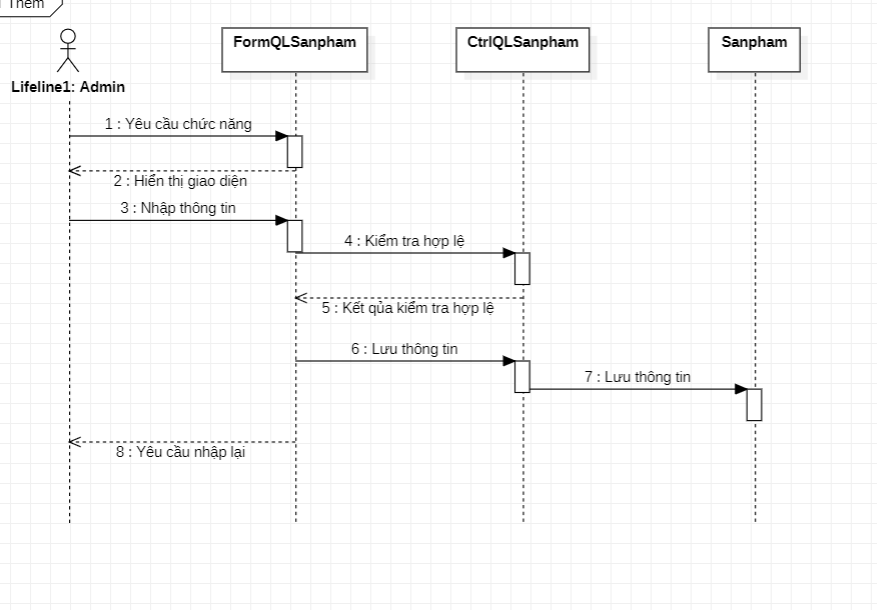 Thêm
FormQLSanpham
CtrlQLSanpham
Sanpham
Lifeline1: Admin
1 : Yêu cầu chức năng
2 : Hiển thị giao diện
3 : Nhập thông tin
4 : Kiểm tra hợp lệ
5 : Kết qủa kiểm tra hợp lệ
6 : Lưu thông tin
7 : Lưu thông tin
8 : Yêu cầu nhập lại